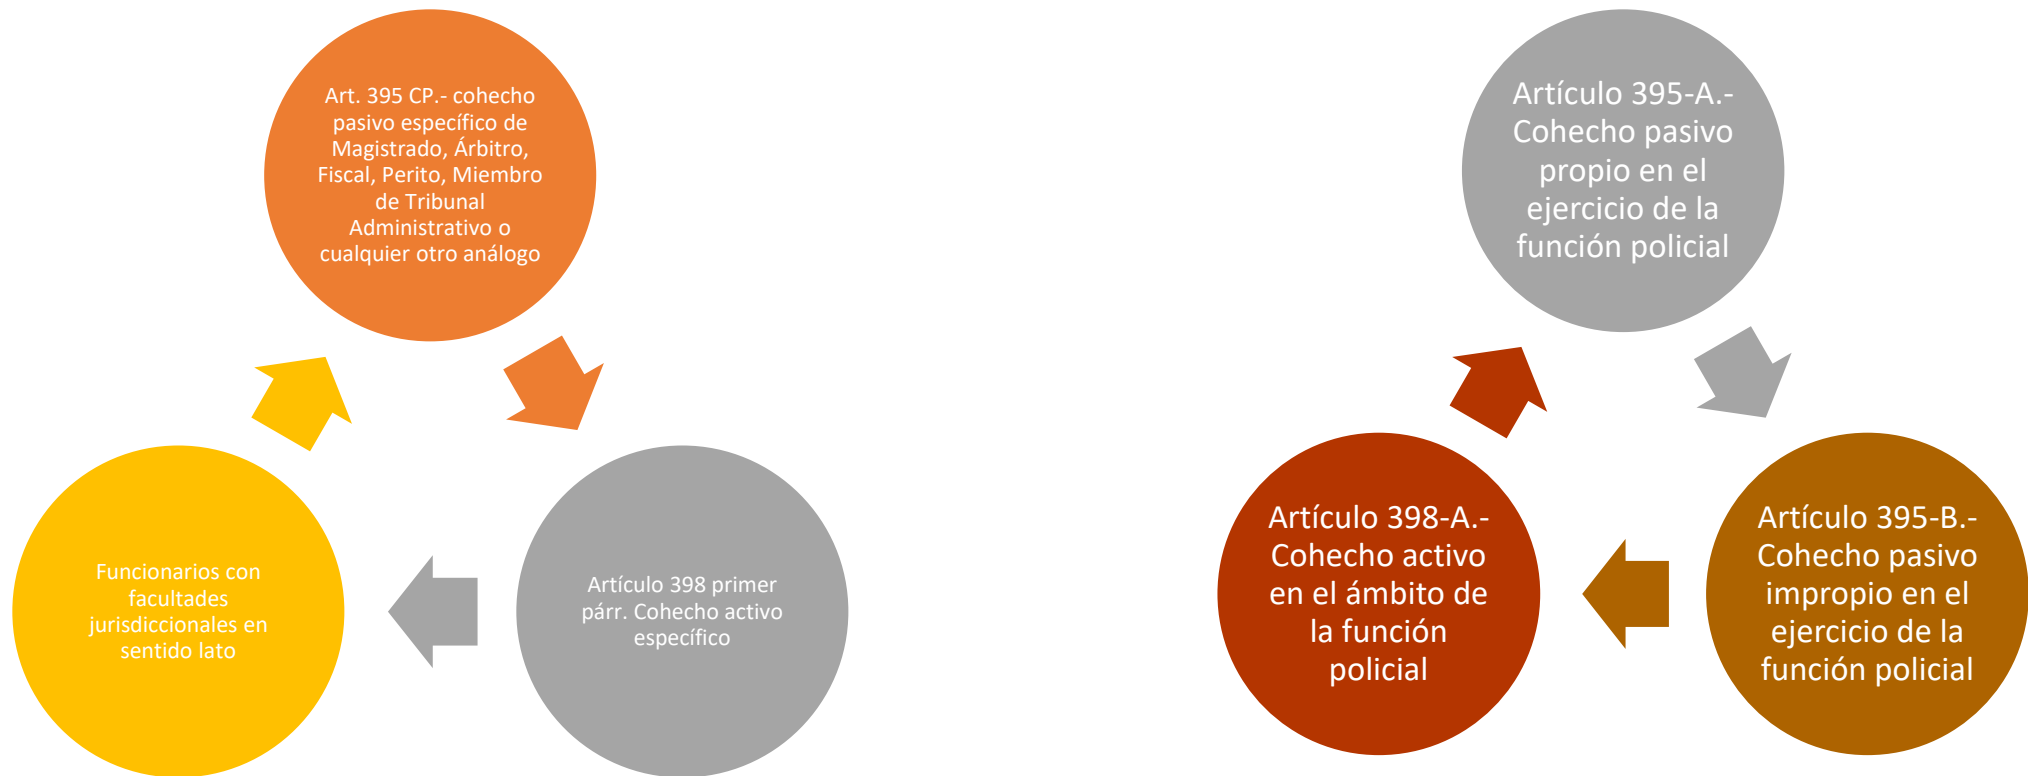 Art. 395 CP.- cohecho
pasivo específico de
Magistrado, Árbitro,
Fiscal, Perito, Miembro
de Tribunal
Administrativo o
cualquier otro análogo
Artículo 398 primer
párr. Cohecho activo
específico
Funcionarios con
facultades
jurisdiccionales en
sentido lato
Artículo 395-A.-
Cohecho pasivo
propio en el
ejercicio de la
función policial
Artículo 395-B.-
Cohecho pasivo
impropio en el
ejercicio de la
función policial
Artículo 398-A.-
Cohecho activo
en el ámbito de
la función
policial